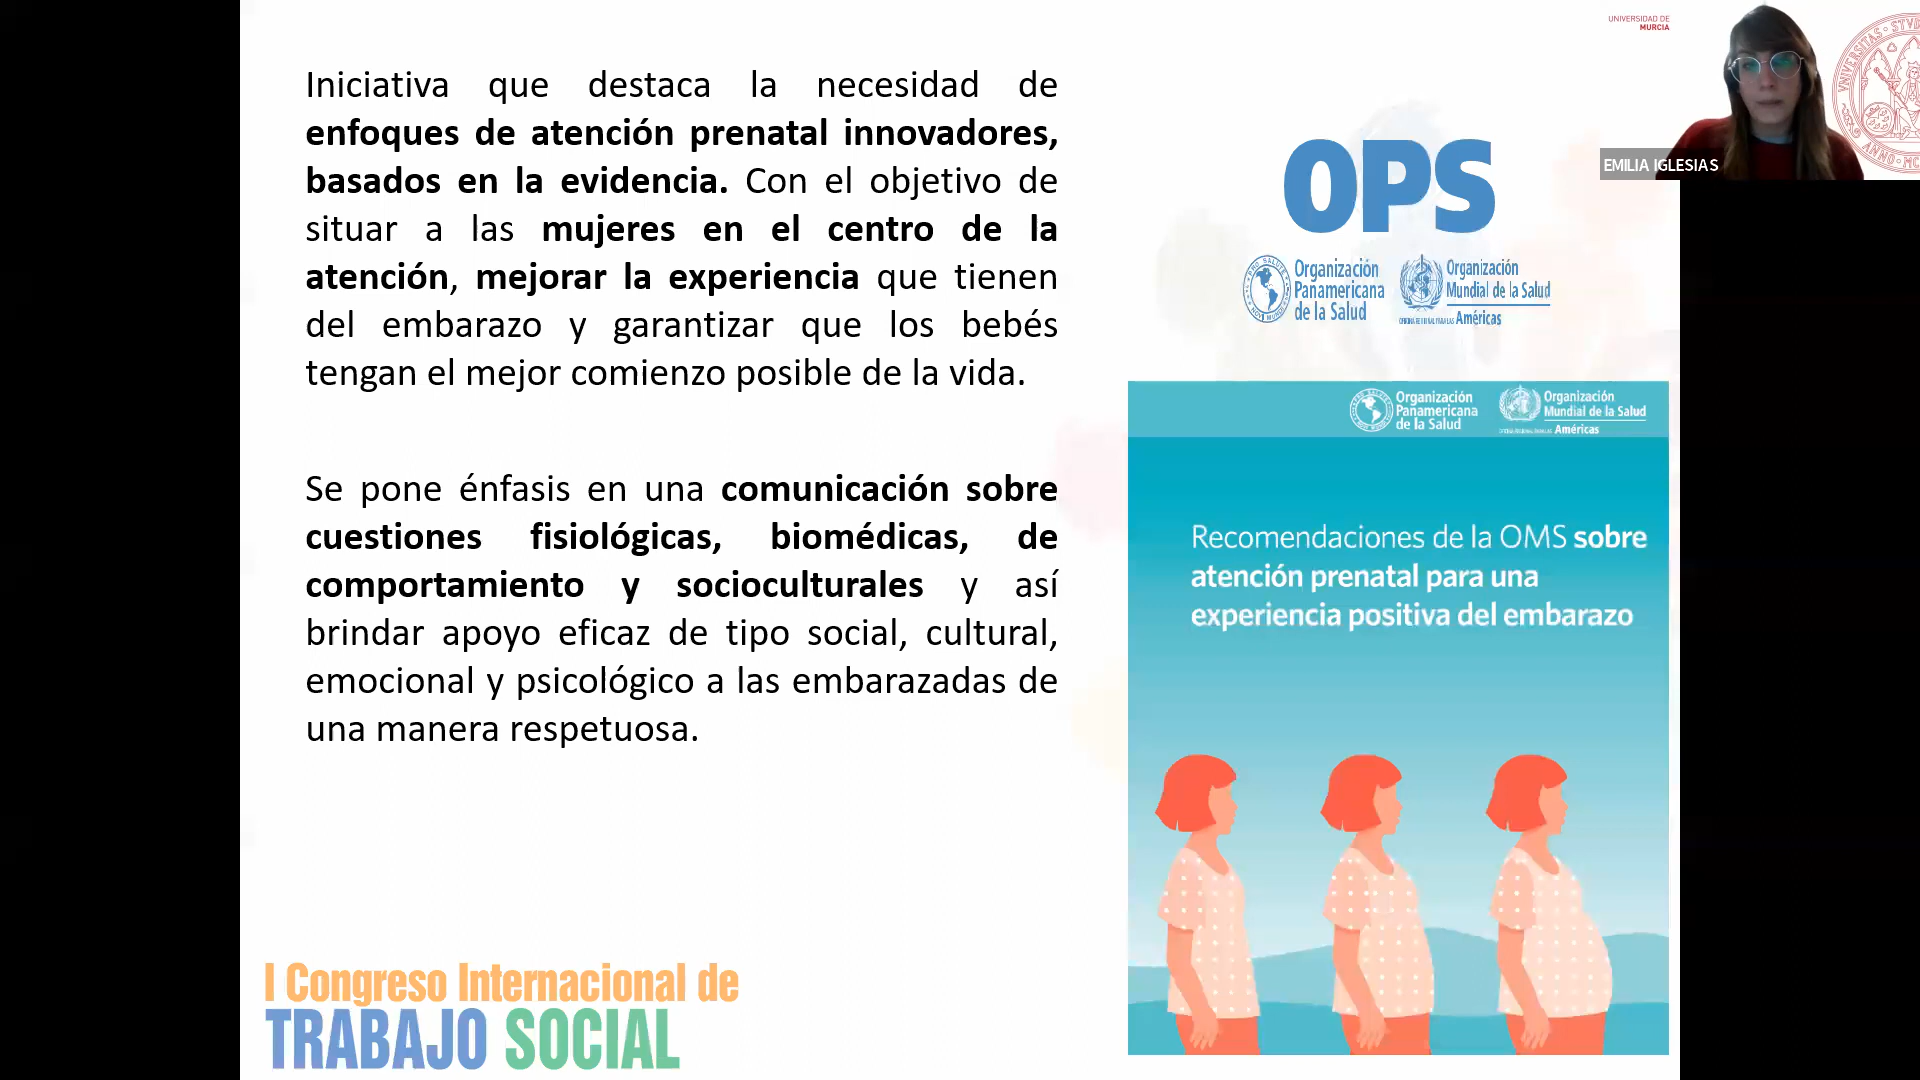 Iniciativa que destaca la necesidad de
enfoques de atención prenatal innovadores,
basados en la evidencia. Con el objetivo de
situar a las mujeres en el centro de la
atención, mejorar la experiencia que tienen
del embarazo y garantizar que los bebés
tengan el mejor comienzo posible de la vida.
Se pone énfasis en una comunicación sobre
cuestiones fisiológicas, biomédicas, de
comportamiento y socioculturales y así
brindar apoyo eficaz de tipo social, cultural,
emocional y psicológico a las embarazadas de
una manera respetuosa.
I Congreso Internacional de
TRABAJO SOCIAL
UNIVERSIDAD DE
MURCIA
EMILIA IGLESIAS
OPS
Organización
Panamericana
de la Salud
Organización
Mundial de la Salud
Américas
Organización
Panamericana
de la Salud
Organización
Mundial de la Salud
Américas
Recomendaciones de la OMS sobre
atención prenatal para una
experiencia positiva del embarazo